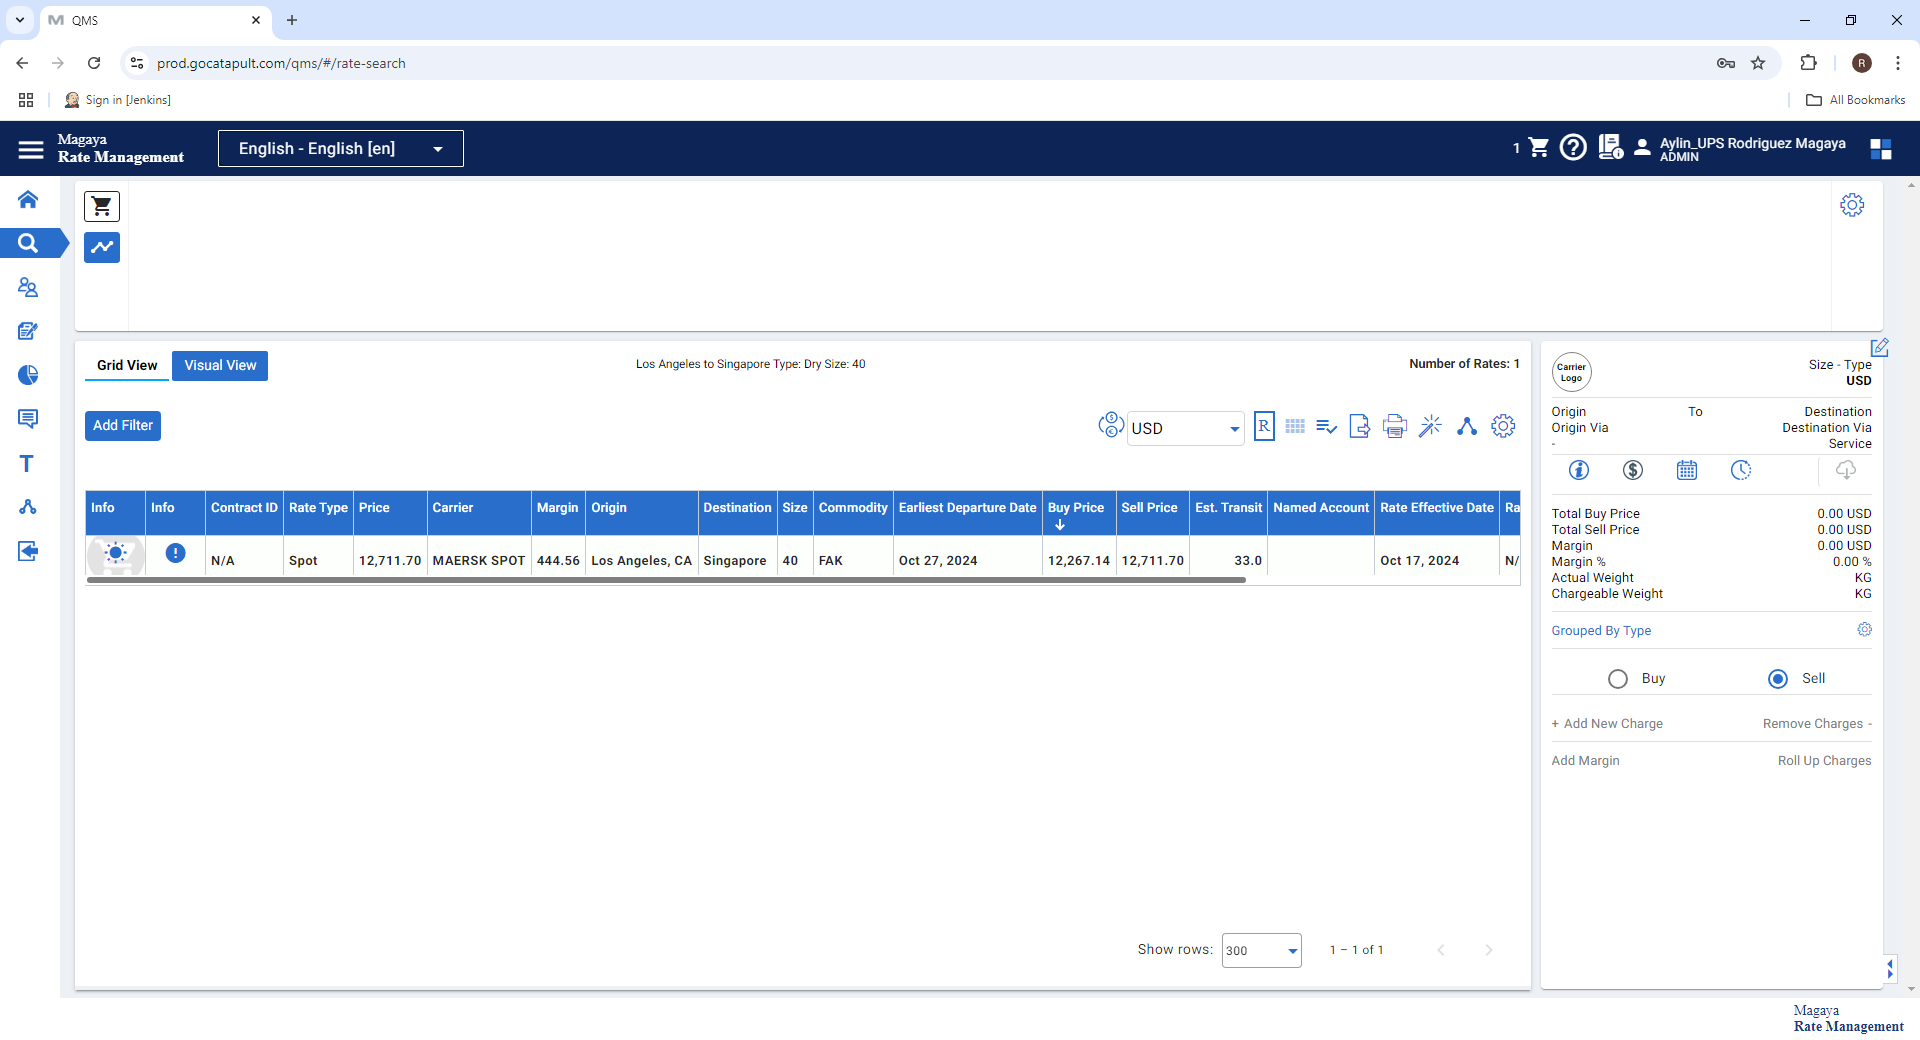 QMS
prod.gocatapult.com/qms/#/rate-search
R
Sign in [Jenkins]
All Bookmarks
Magaya
Rate Management
English - English [en]
1
Aylin_UPS Rodriguez Magaya
ADMIN
Grid View
Visual View
Los Angeles to Singapore Type: Dry Size: 40
Number of Rates: 1
Add Filter
USD
R
Info Info Contract ID Rate Type Price Carrier Margin Origin Destination Size Commodity Earliest Departure Date Buy Price Sell Price Est. Transit Named Account Rate Effective Date Ra
N/A Spot 12,711.70 MAERSK SPOT 444.56 Los Angeles, CA Singapore 40 FAK Oct 27, 2024 12,267.14 12,711.70 33.0 Oct 17, 2024 N/
Show rows: 300 1 – 1 of 1
Carrier
Logo
Size - Type
USD
Origin To Destination
Origin Via Destination Via
- Service
Total Buy Price 0.00 USD
Total Sell Price 0.00 USD
Margin 0.00 USD
Margin % 0.00 %
Actual Weight KG
Chargeable Weight KG
Grouped By Type
Buy Sell
+ Add New Charge Remove Charges -
Add Margin Roll Up Charges
Magaya
Rate Management